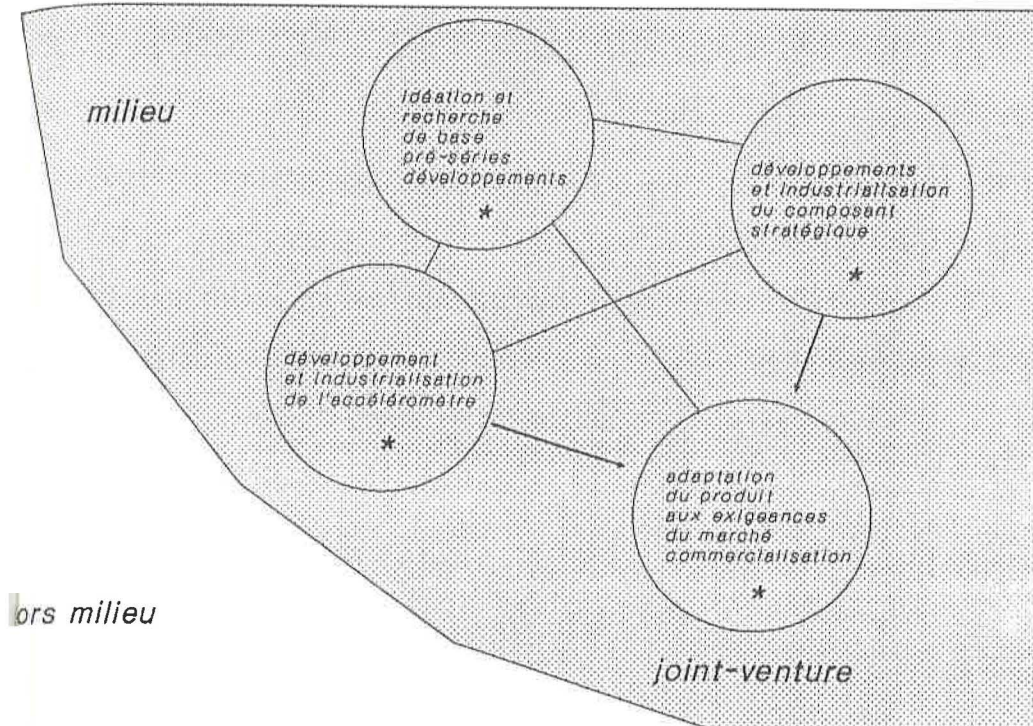 milieu
idéation et
recherche
de base
pré-séries
développements
*
développements
et industrialisation
du composant
stratégique
*
développement
et industrialisation
de l'accéléromètre
*
adaptation
du produit
aux exigeances
du marché
commercialisation
*
ors milieu
joint-venture